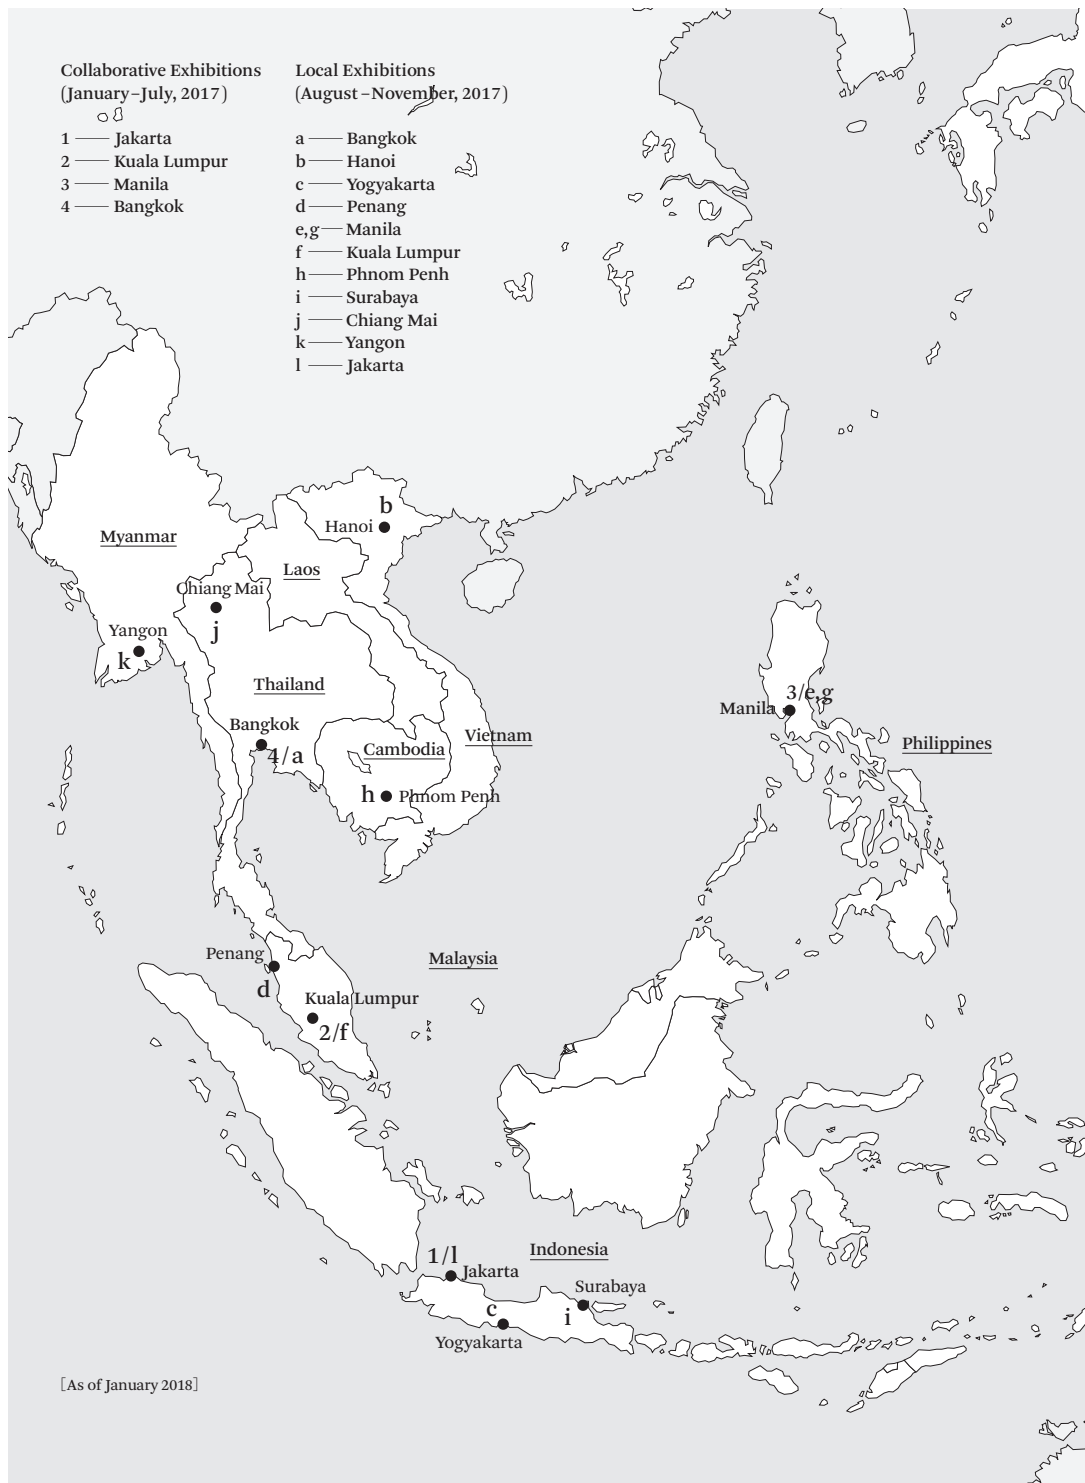 Collaborative Exhibitions
(January–July, 2017)
1 —— Jakarta
2 —— Kuala Lumpur
3 —— Manila
4 —— Bangkok
Local Exhibitions
(August–November, 2017)
a —— Bangkok
b —— Hanoi
c —— Yogyakarta
d —— Penang
e,g — Manila
f —— Kuala Lumpur
h —— Phnom Penh
i —— Surabaya
j —— Chiang Mai
k —— Yangon
l —— Jakarta
b
Hanoi
Myanmar
Laos
Chiang Mai
j
Yangon
k
Thailand
3/e,g
Manila
Bangkok
4/a
Cambodia
Vietnam
Philippines
h
Phnom Penh
Penang
d
Malaysia
Kuala Lumpur
2/f
Indonesia
1/l
Jakarta
Surabaya
i
c
Yogyakarta
[As of January 2018]